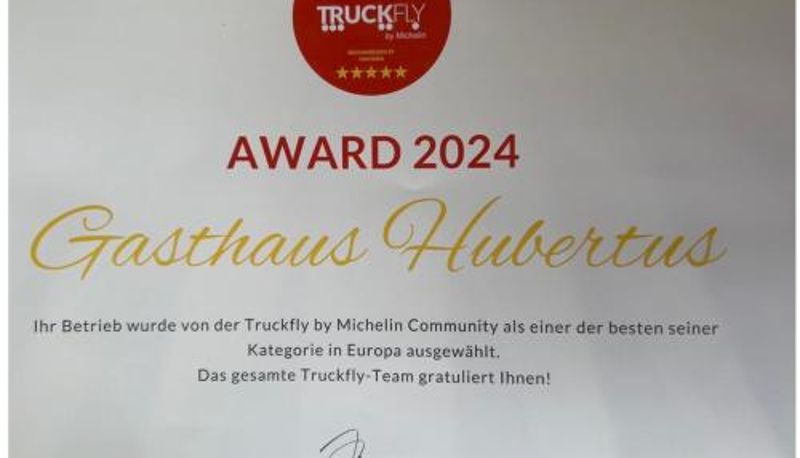 TRUCKFLY
by Michelin
AWARD 2024
Gasthaus Hubertus
Ihr Betrieb wurde von der Truckfly by Michelin Community als einer der besten seiner
Kategorie in Europa ausgewählt.
Das gesamte Truckfly-Team gratuliert Ihnen!